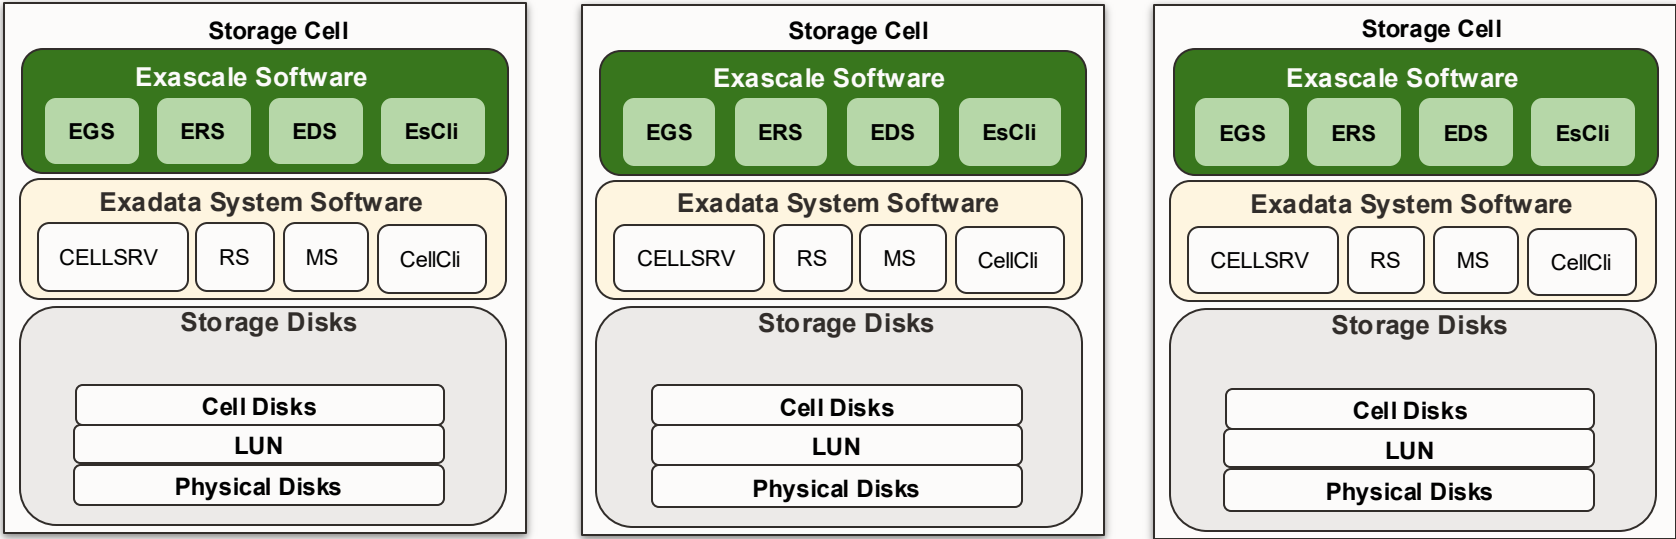 Storage Cell
Exascale Software
EGS ERS EDS EsCli
Exadata System Software
CELLSRV RS MS CellCli
Storage Disks
Cell Disks
LUN
Physical Disks
Storage Cell
Exascale Software
EGS ERS EDS EsCli
Exadata System Software
CELLSRV RS MS CellCli
Storage Disks
Cell Disks
LUN
Physical Disks
Storage Cell
Exascale Software
EGS ERS EDS EsCli
Exadata System Software
CELLSRV RS MS CellCli
Storage Disks
Cell Disks
LUN
Physical Disks